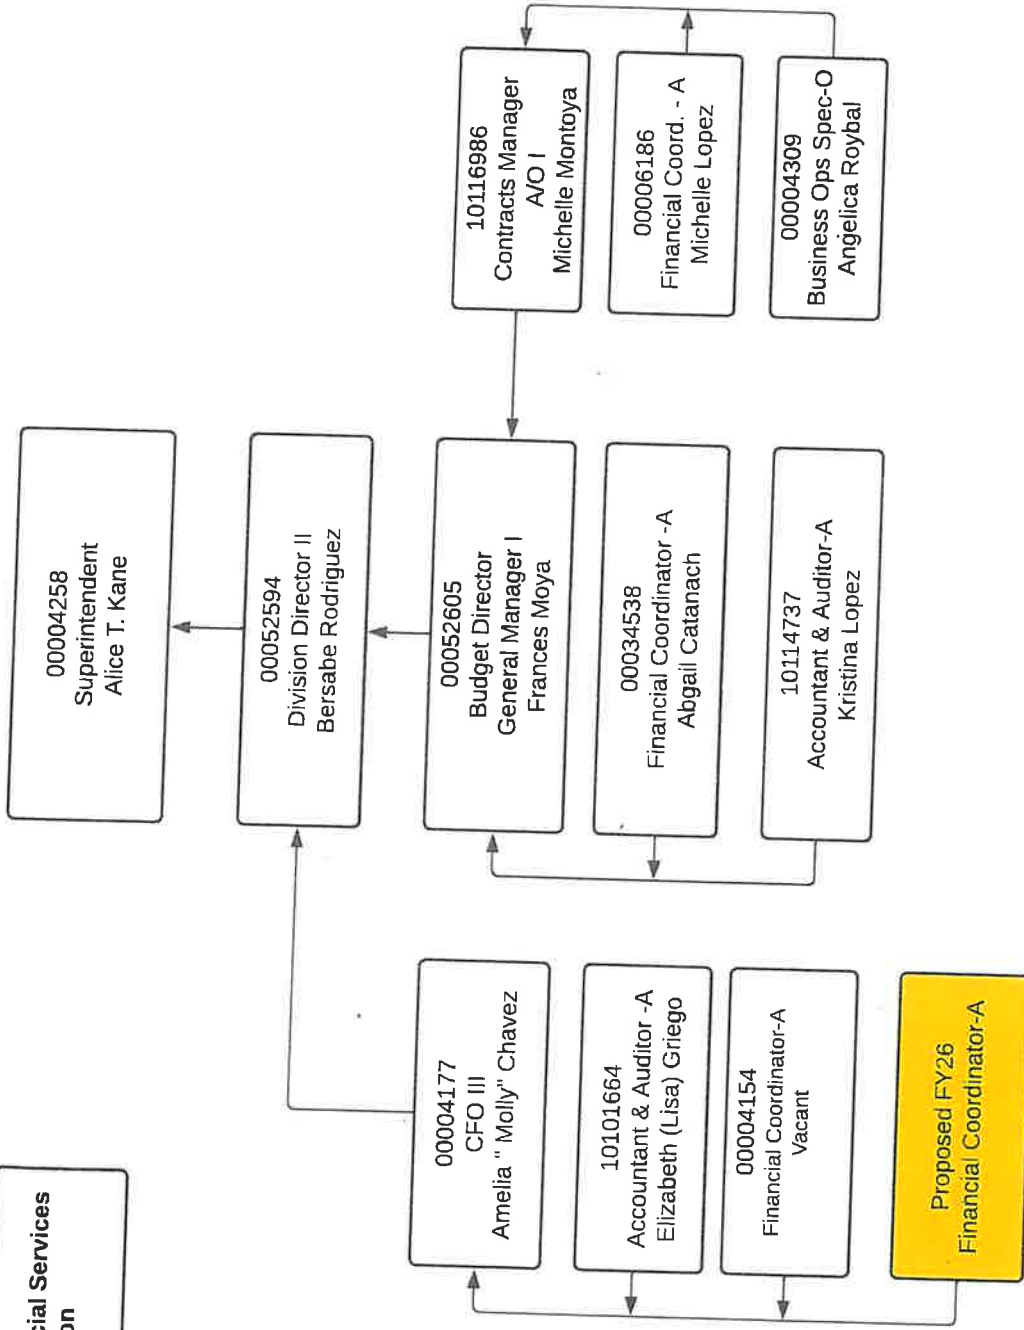 cial Services
on
00004258
Superintendent
Alice T. Kane
00052594
Division Director II
Bersabe Rodriguez
00004177
CFO III
Amelia " Molly" Chavez
10101664
Accountant & Auditor -A
Elizabeth (Lisa) Griego
00004154
Financial Coordinator-A
Vacant
Proposed FY26
Financial Coordinator-A
00052605
Budget Director
General Manager I
Frances Moya
00034538
Financial Coordinator -A
Abgail Catanach
10114737
Accountant & Auditor-A
Kristina Lopez
10116986
Contracts Manager
A/O I
Michelle Montoya
00006186
Financial Coord. - A
Michelle Lopez
00004309
Business Ops Spec-O
Angelica Roybal